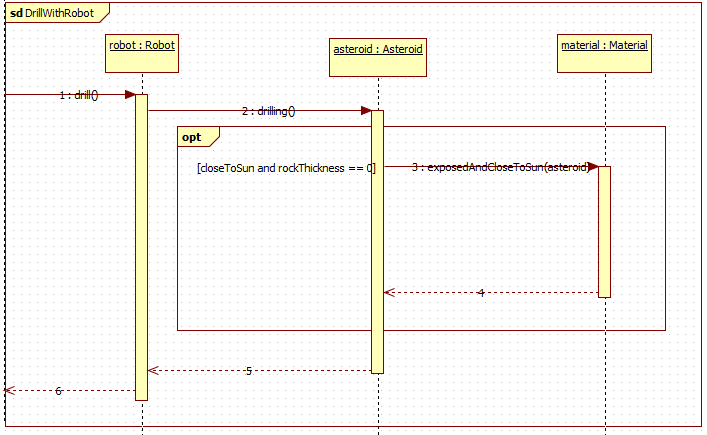 sd DrillWithRobot
robot : Robot
asteroid : Asteroid
material : Material
1 : drill()
2 : drilling()
opt
[closeToSun and rockThickness == 0]
3 : exposedAndCloseToSun(asteroid)
4
5
6